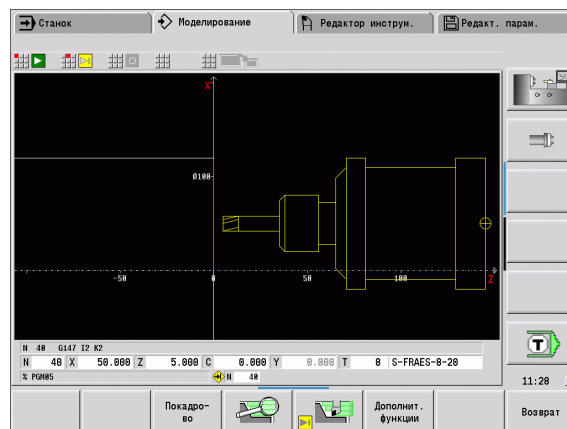 Станок Моделирование Редактор инструм. Редакт. парам.
X
Ø100
-50 0 50 100 Z
N 40 G147 I2 K2
N 40 X 50.000 Z 5.000 C 0.000 Y 0.000 T 8 S-FRAES-8-20
% PGM05 N 40
T
11:28
Покадро-
во
Дополнит.
функции
Возврат